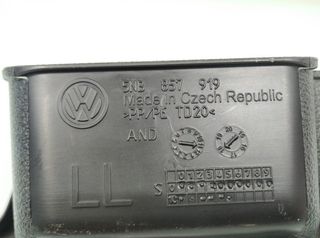 5NB 857 919
Made In Czech Republic
>PP/PE TD20<
AND
LL
S